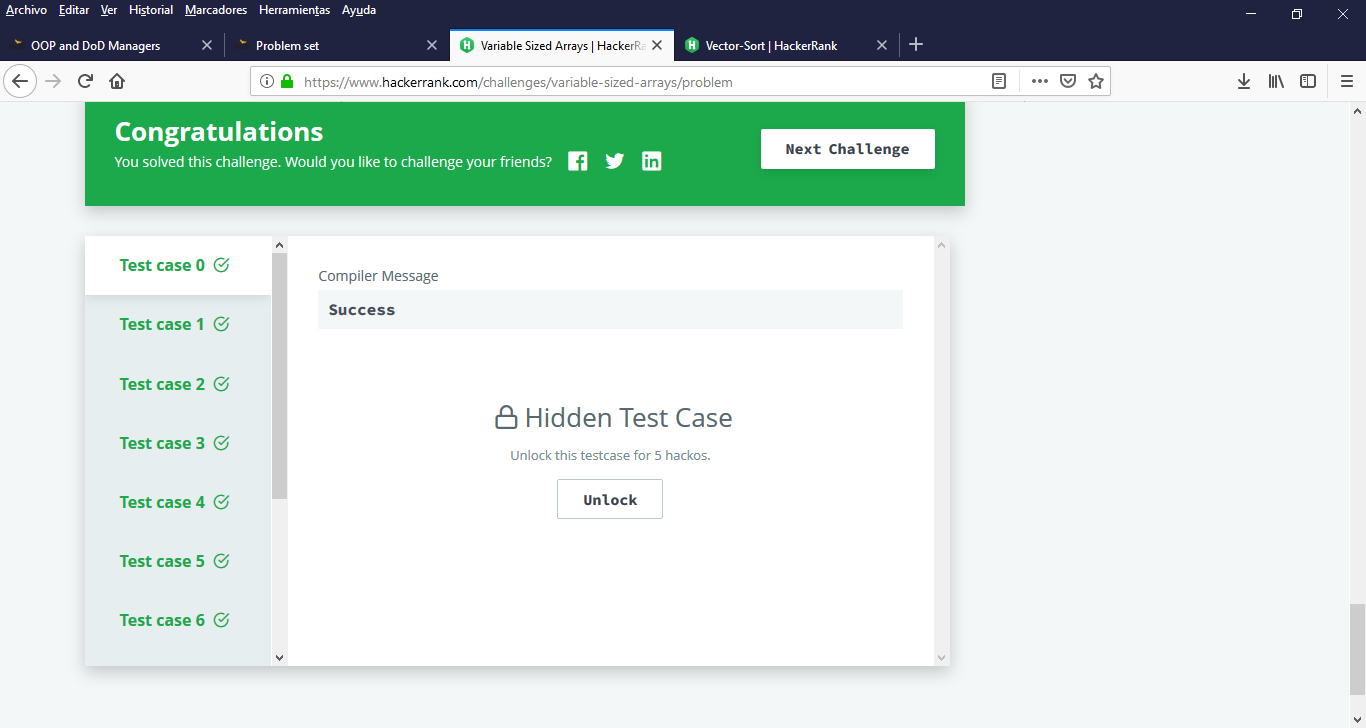 Archivo Editar Ver Historial Marcadores Herramientas Ayuda
OOP and DoD Managers
Problem set
Variable Sized Arrays | HackerRa
Vector-Sort | HackerRank
https://www.hackerrank.com/challenges/variable-sized-arrays/problem
Congratulations
You solved this challenge. Would you like to challenge your friends?
Next Challenge
Test case 0
Test case 1
Test case 2
Test case 3
Test case 4
Test case 5
Test case 6
Compiler Message
Success
Hidden Test Case
Unlock this testcase for 5 hackos.
Unlock